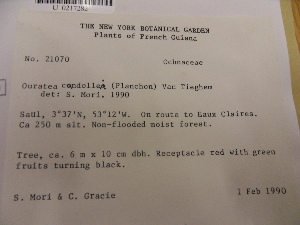 U 0217282
THE NEW YORK BOTANICAL GARDEN
Plants of French Guiana
No. 21070 Ochnaceae
Ouratea candollei (Planchon) Van Tieghem
det: S. Mori, 1990
Saül, 3°37'N, 53°12'W. On route to Eaux Claires.
Ca 250 m alt. Non-flooded moist forest.
Tree, ca. 6 m x 10 cm dbh. Receptacle red with green
fruits turning black.
S. Mori & C. Gracie 1 Feb 1990